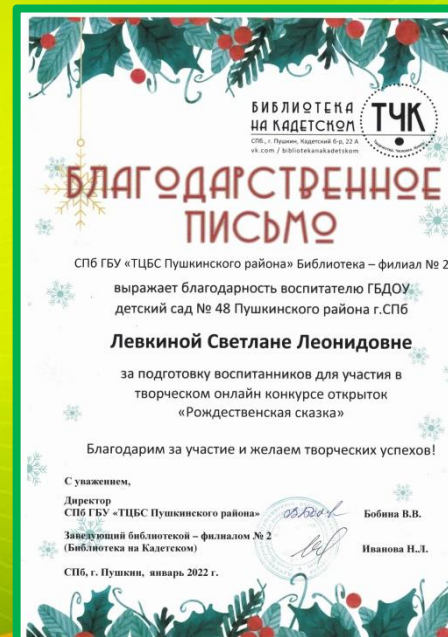 БИБЛИОТЕКА
НА КАДЕТСКОМ
СПб., г. Пушкин, Кадетский б-р, 22 А
vk.com / bibliotekanakadetskom
ТЧК
БЛАГОДАРСТВЕННОЕ
ПИСЬМО
СПб ГБУ «ТЦБС Пушкинского района» Библиотека – филиал № 2
выражает благодарность воспитателю ГБДОУ
детский сад № 48 Пушкинского района г.СПб
Левкиной Светлане Леонидовне
за подготовку воспитанников для участия в
творческом онлайн конкурсе открыток
«Рождественская сказка»
Благодарим за участие и желаем творческих успехов!
С уважением,
Директор
СПб ГБУ «ТЦБС Пушкинского района» Бобина В.В.
Заведующий библиотекой – филиалом № 2
(Библиотека на Кадетском) Иванова Н.Л.
СПб, г. Пушкин, январь 2022 г.